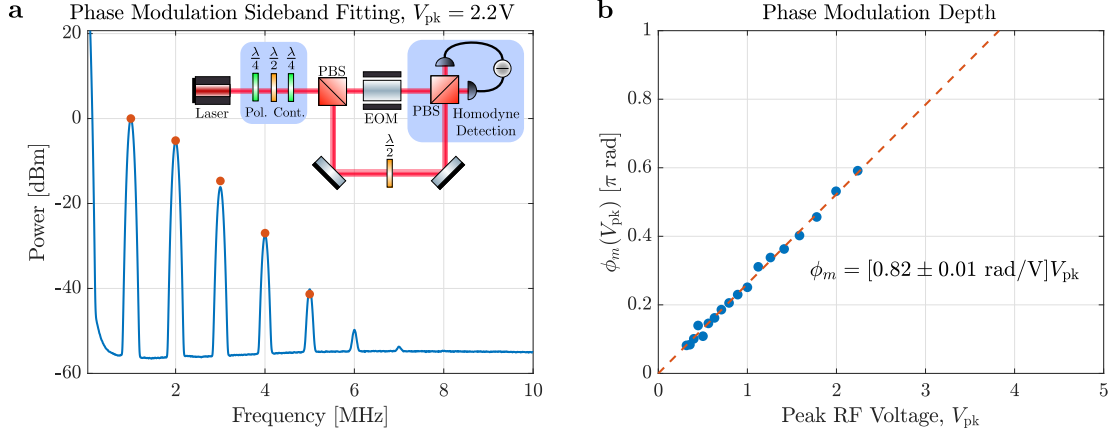 a
Phase Modulation Sideband Fitting, V_pk = 2.2V
20
0
-20
-40
-60
Power [dBm]
2
4
6
8
10
Frequency [MHz]
λ/4
λ/2
λ/4
Laser
Pol.
Cont.
PBS
EOM
PBS
Homodyne
Detection
λ/2
b
Phase Modulation Depth
1
0.8
0.6
0.4
0.2
0
ϕ_m(V_pk) [π rad]
ϕ_m = [0.82 ± 0.01 rad/V]V_pk
0
1
2
3
4
5
Peak RF Voltage, V_pk